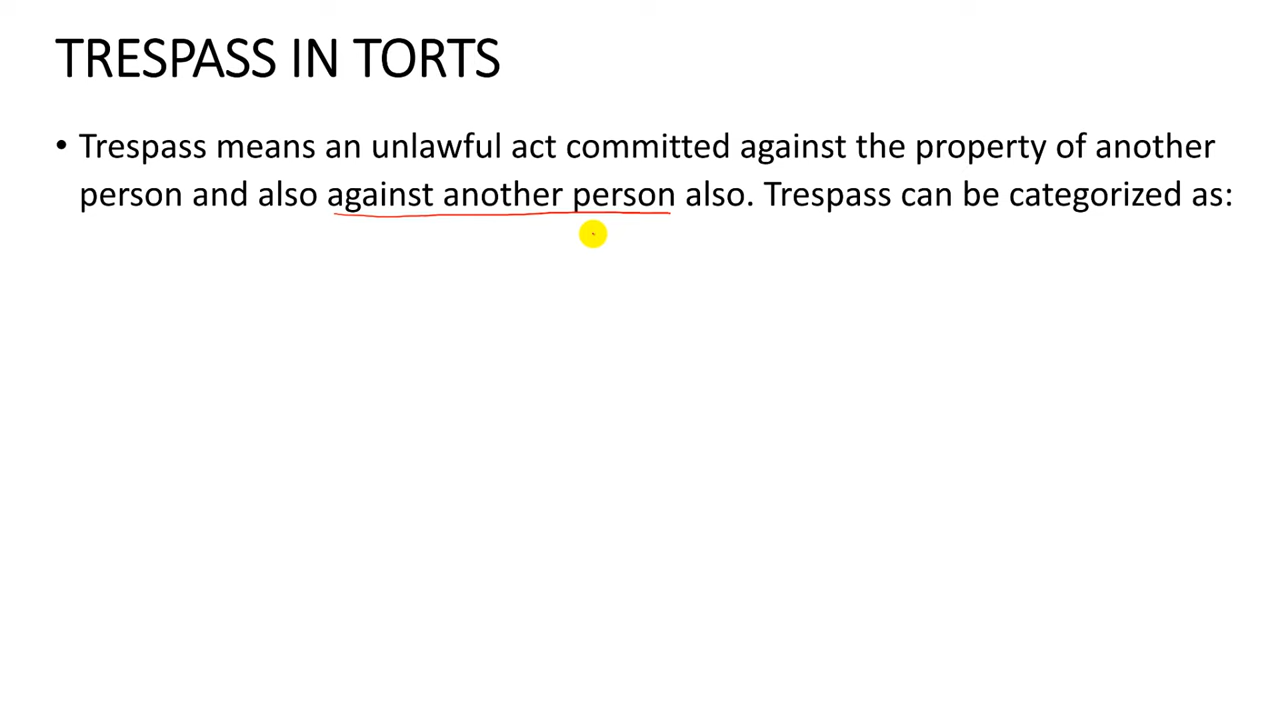 TRESPASS IN TORTS
• Trespass means an unlawful act committed against the property of another
person and also against another person also. Trespass can be categorized as: